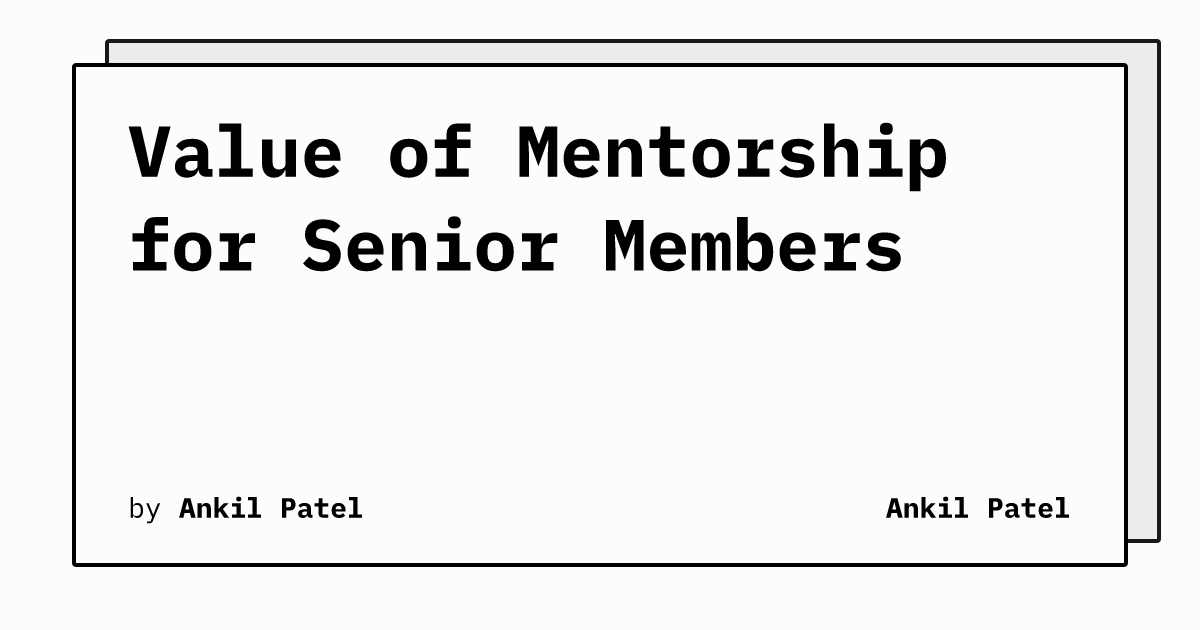 Value of Mentorship
for Senior Members
by Ankil Patel
Ankil Patel